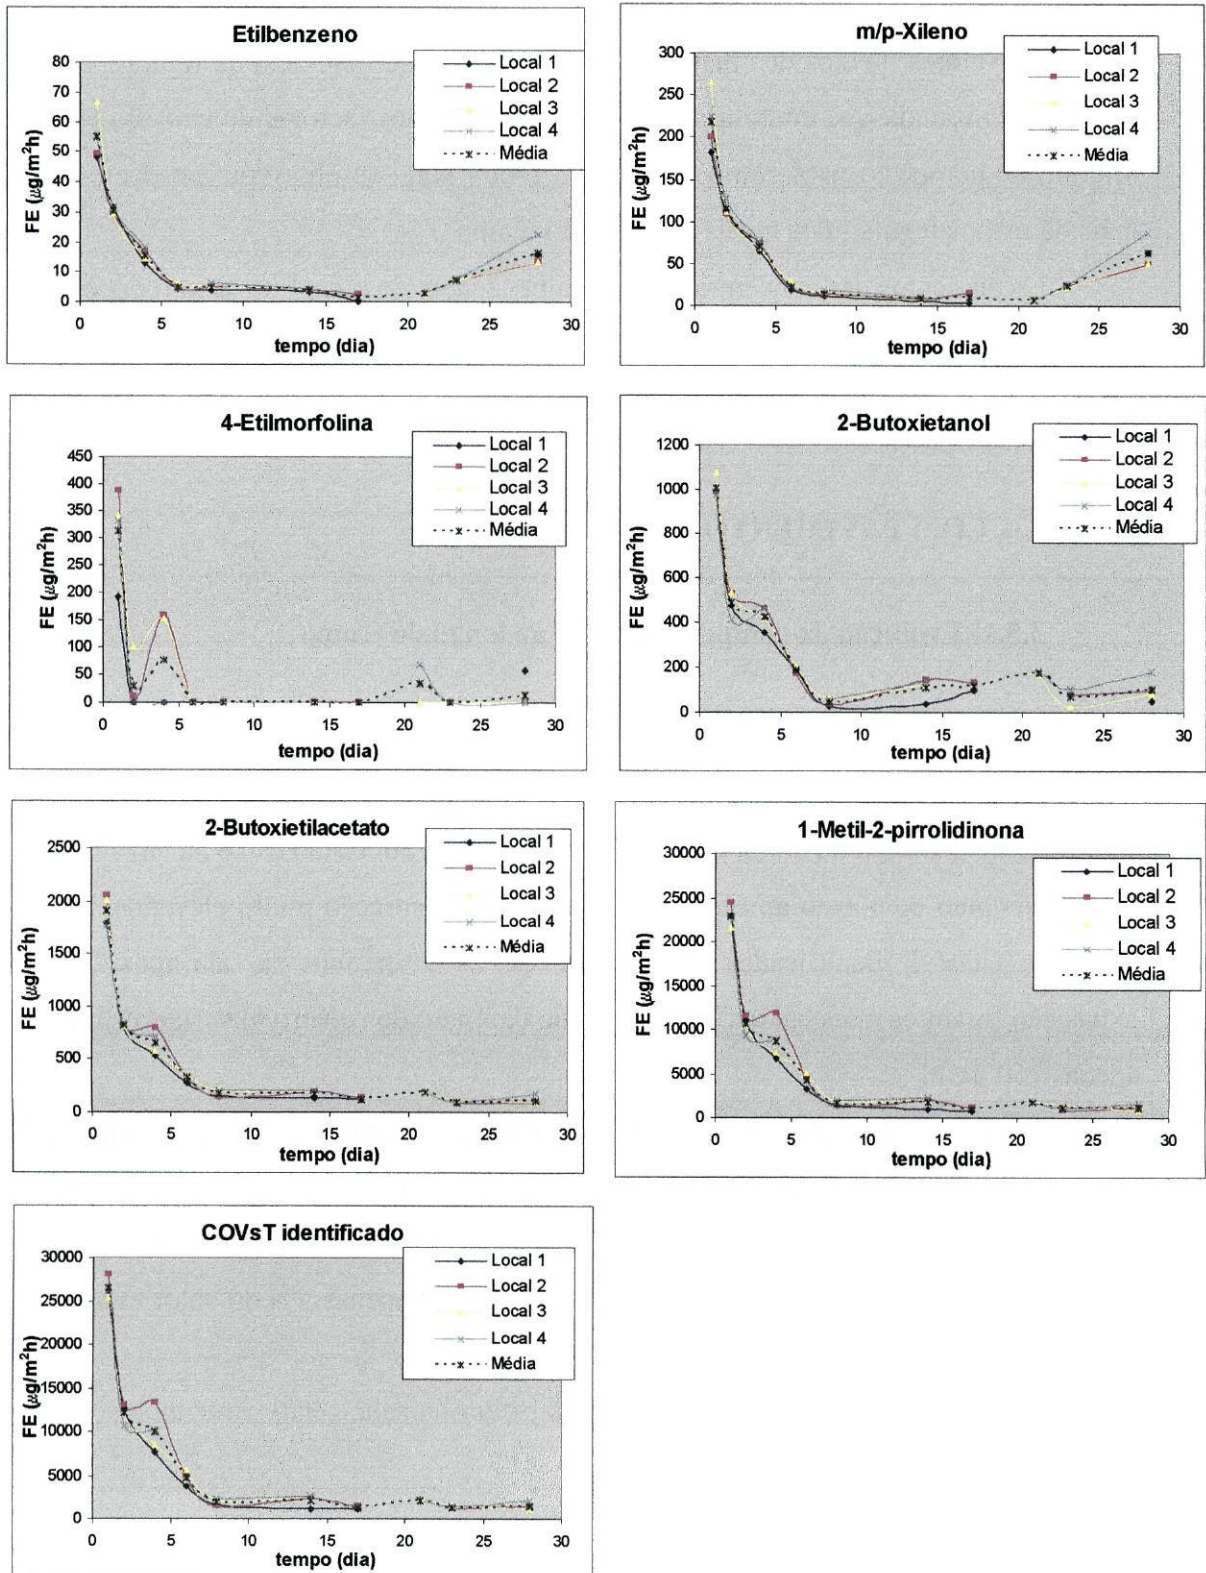 Etilbenzeno
FE (µg/m²h)
80
70
60
50
40
30
20
10
0
0 5 10 15 20 25 30
tempo (dia)
Local 1
Local 2
Local 3
Local 4
Média
m/p-Xileno
FE (µg/m²h)
300
250
200
150
100
50
0
0 5 10 15 20 25 30
tempo (dia)
Local 1
Local 2
Local 3
Local 4
Média
4-Etilmorfolina
FE (µg/m²h)
450
400
350
300
250
200
150
100
50
0
0 5 10 15 20 25 30
tempo (dia)
Local 1
Local 2
Local 3
Local 4
Média
2-Butoxietanol
FE (µg/m²h)
1200
1000
800
600
400
200
0
0 5 10 15 20 25 30
tempo (dia)
Local 1
Local 2
Local 3
Local 4
Média
2-Butoxietilacetato
FE (µg/m²h)
2500
2000
1500
1000
500
0
0 5 10 15 20 25 30
tempo (dia)
Local 1
Local 2
Local 3
Local 4
Média
1-Metil-2-pirrolidinona
FE (µg/m²h)
30000
25000
20000
15000
10000
5000
0
0 5 10 15 20 25 30
tempo (dia)
Local 1
Local 2
Local 3
Local 4
Média
COVsT identificado
FE (µg/m²h)
30000
25000
20000
15000
10000
5000
0
0 5 10 15 20 25 30
tempo (dia)
Local 1
Local 2
Local 3
Local 4
Média